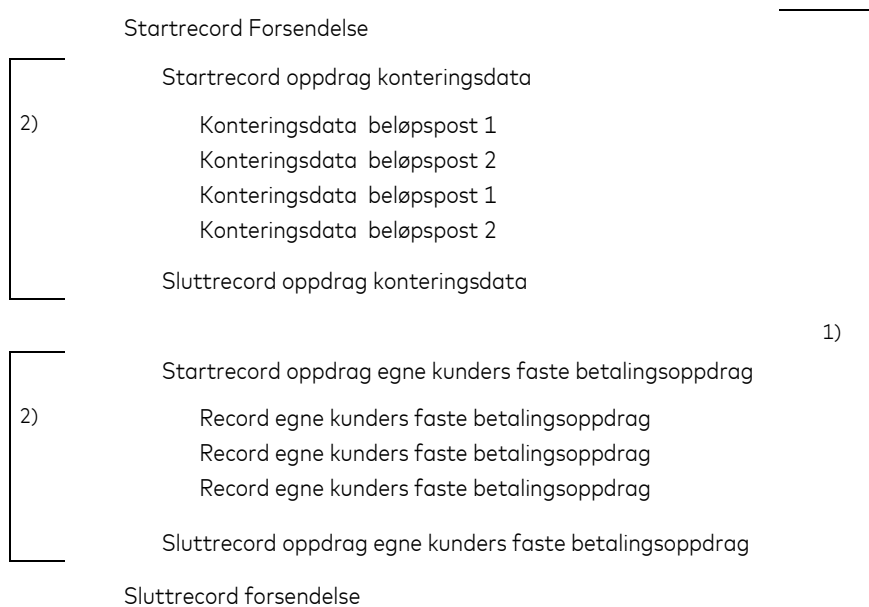 Startrecord Forsendelse
Startrecord oppdrag konteringsdata
2)
Konteringsdata beløpspost 1
Konteringsdata beløpspost 2
Konteringsdata beløpspost 1
Konteringsdata beløpspost 2
Sluttrecord oppdrag konteringsdata
1)
Startrecord oppdrag egne kunders faste betalingsoppdrag
2)
Record egne kunders faste betalingsoppdrag
Record egne kunders faste betalingsoppdrag
Record egne kunders faste betalingsoppdrag
Sluttrecord oppdrag egne kunders faste betalingsoppdrag
Sluttrecord forsendelse